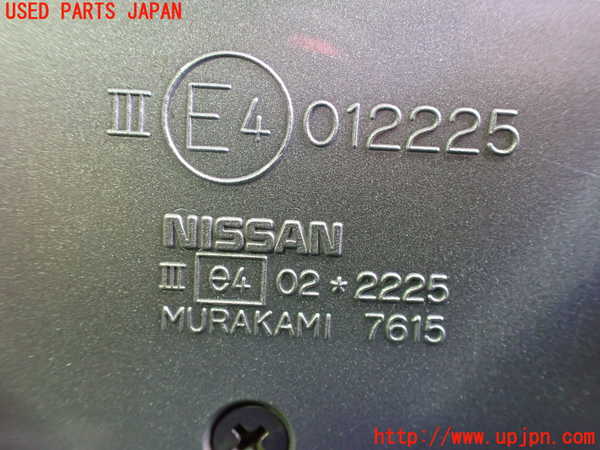 USED PARTS JAPAN
III E4 012225
NISSAN
III e4 02*2225
MURAKAMI 7615
http://www.upjpn.com